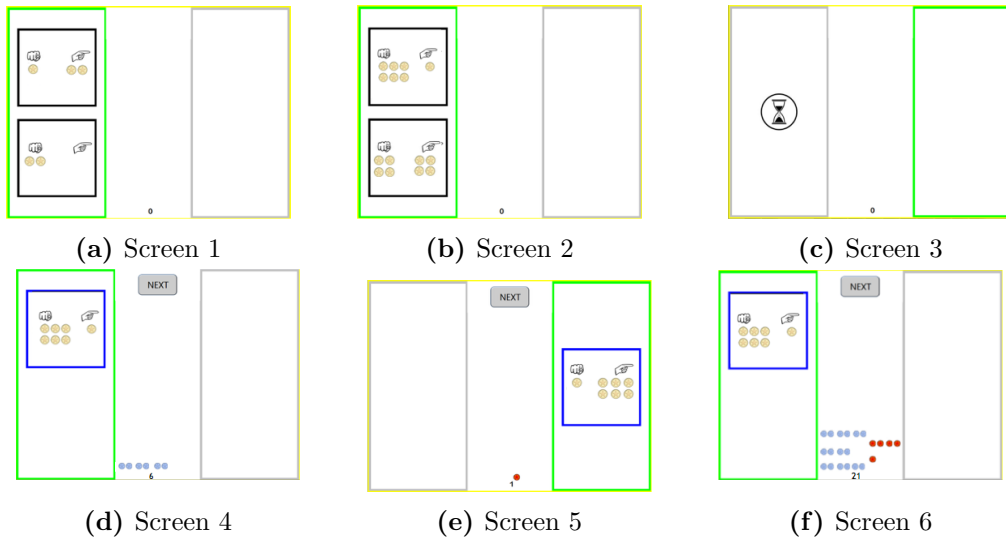 0
0
0
(a) Screen 1
(b) Screen 2
(c) Screen 3
NEXT
6
NEXT
1
NEXT
21
(d) Screen 4
(e) Screen 5
(f) Screen 6